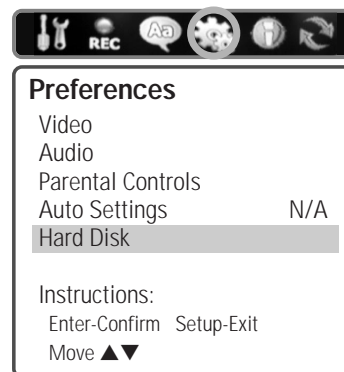 REC Aa
Preferences
Video
Audio
Parental Controls
Auto Settings N/A
Hard Disk
Instructions:
Enter-Confirm Setup-Exit
Move ▲▼